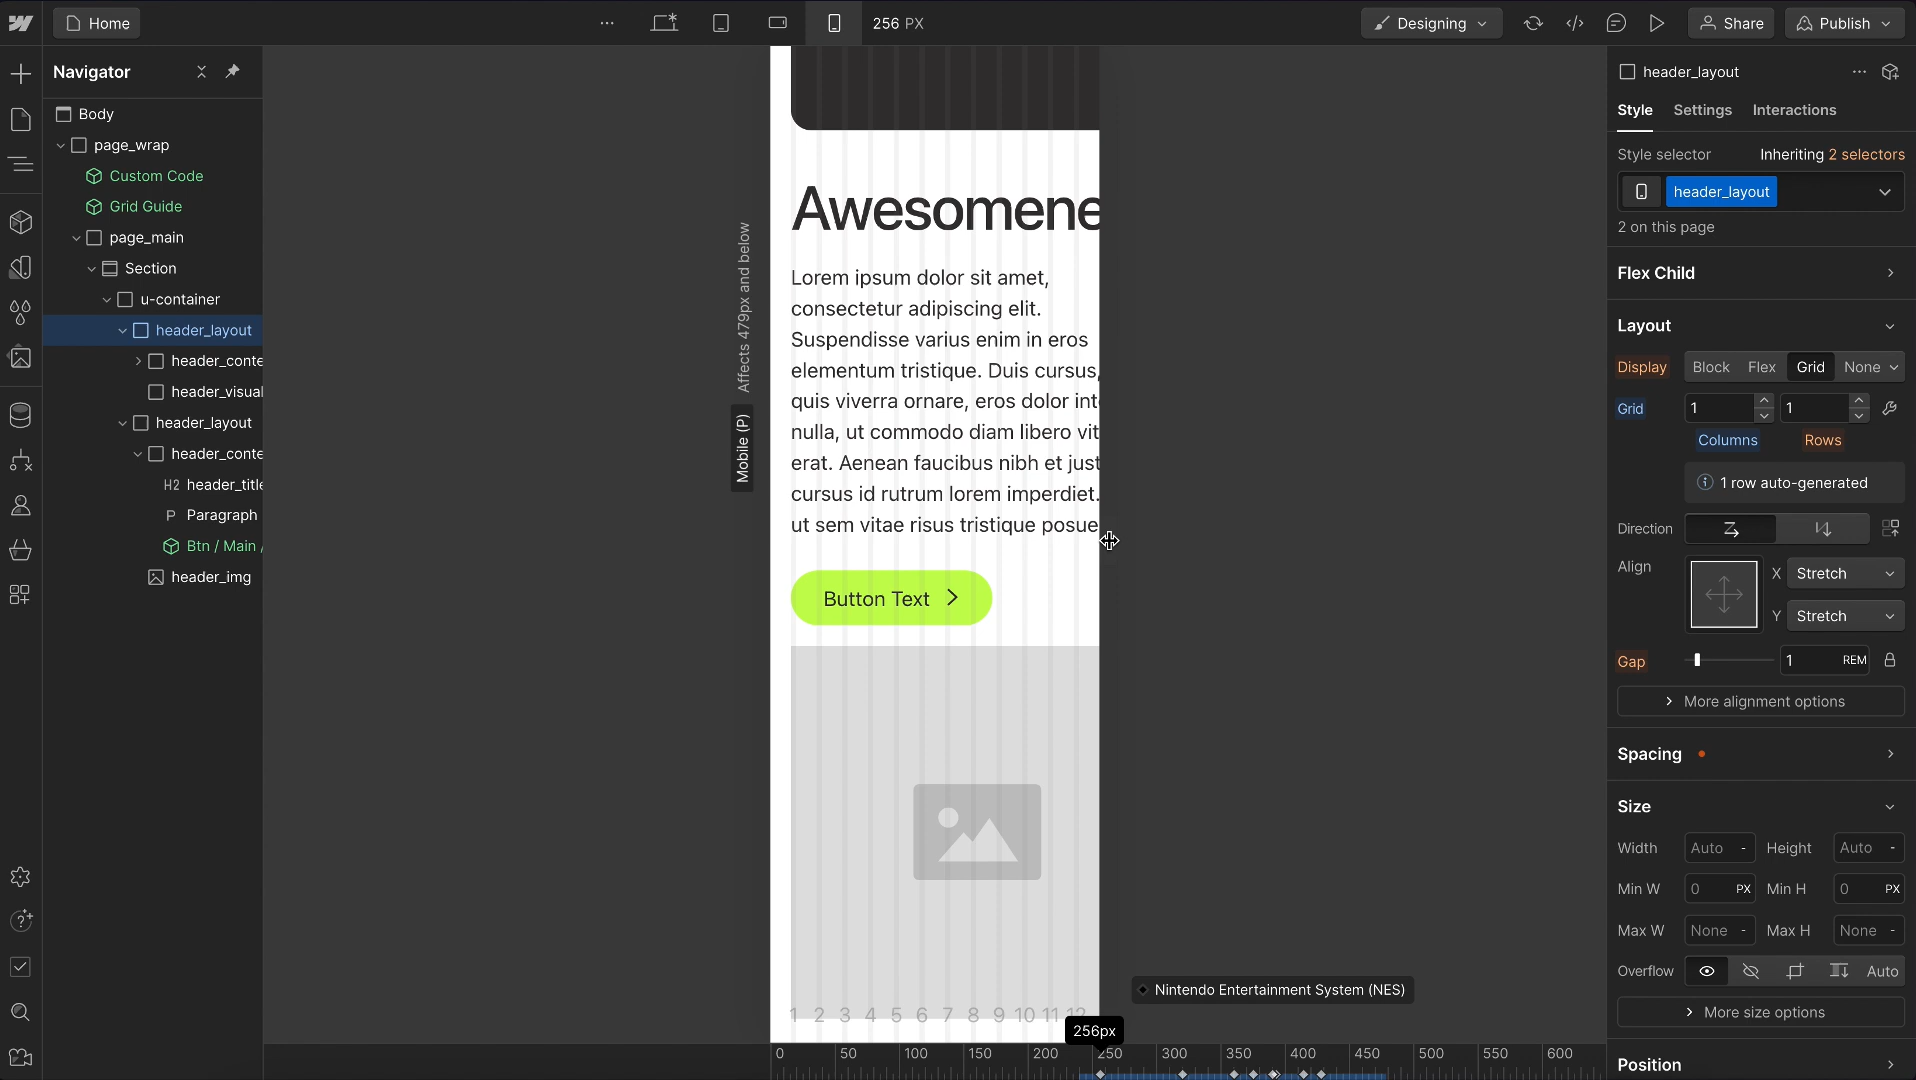 Home
256 PX
Designing
Share
Publish
Navigator
Body
page_wrap
Custom Code
Grid Guide
page_main
Section
u-container
header_layout
header_conte
header_visual
header_layout
header_conte
H2 header_title
P Paragraph
Btn / Main /
header_img
Affects 479px and below
Mobile (P)
Awesomene
Lorem ipsum dolor sit amet,
consectetur adipiscing elit.
Suspendisse varius enim in eros
elementum tristique. Duis cursus,
quis viverra ornare, eros dolor inte
nulla, ut commodo diam libero vit
erat. Aenean faucibus nibh et just
cursus id rutrum lorem imperdiet.
ut sem vitae risus tristique posue
Button Text
1 2 3 4 5 6 7 8 9 10 11 12
Nintendo Entertainment System (NES)
256px
0 50 100 150 200 250 300 350 400 450 500 550 600
header_layout
Style Settings Interactions
Style selector Inheriting 2 selectors
header_layout
2 on this page
Flex Child
Layout
Display Block Flex Grid None
Grid 1 1
Columns Rows
1 row auto-generated
Direction
Align X Stretch
Y Stretch
Gap 1 REM
More alignment options
Spacing
Size
Width Auto - Height Auto -
Min W 0 PX Min H 0 PX
Max W None - Max H None -
Overflow Auto
More size options
Position